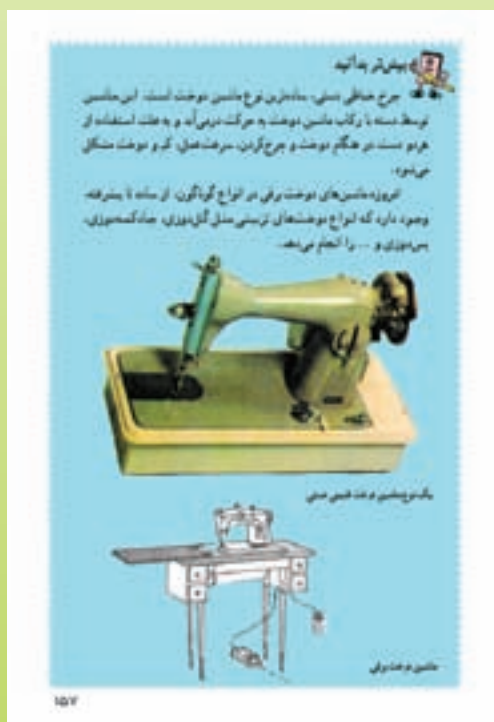 بیش‌تر بدانید
چرخ خیاطی دستی، ساده‌ترین نوع ماشین دوخت است. این ماشین
توسط دسته یا رکاب ماشین دوخت به حرکت درمی‌آید و به علت استفاده از
هر دو دست در هنگام دوخت و چرخ‌کردن، سرعت‌عمل، کم و دوخت مشکل
می‌شود.
امروزه ماشین‌های دوخت برقی در انواع گوناگون، از ساده تا پیشرفته،
وجود دارد که انواع دوخت‌های تزیینی مثل گل‌دوزی، جادکمه‌دوزی،
پس‌دوزی و ... را انجام می‌دهد.
یک نوع ماشین دوخت قدیمی دستی
ماشین دوخت برقی
۱۵۷